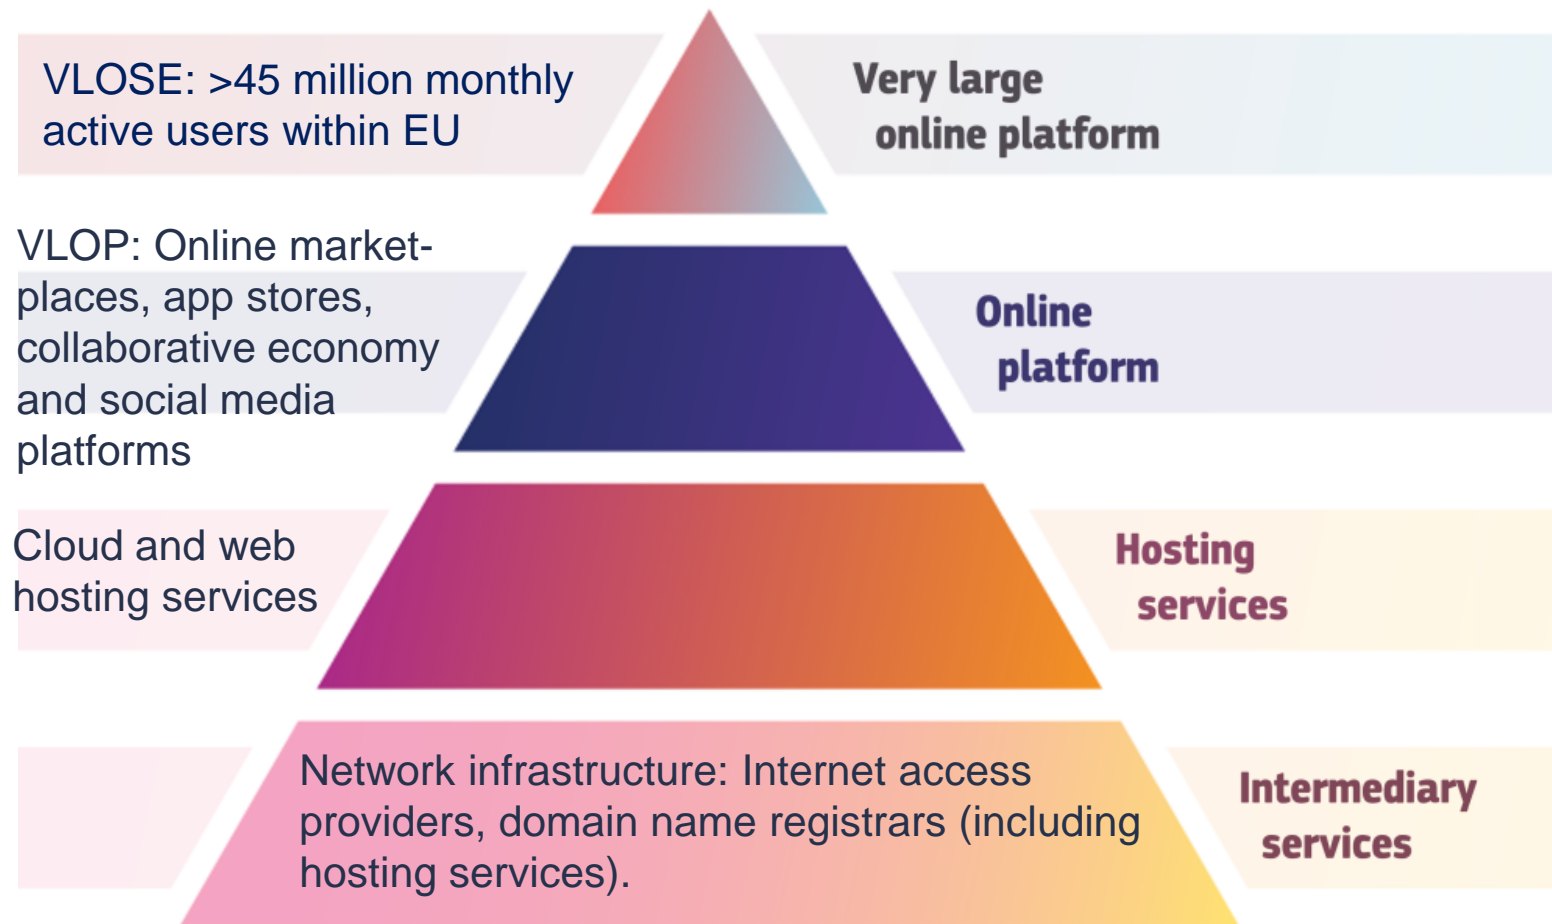 VLOSE: >45 million monthly
active users within EU
Very large
online platform
VLOP: Online market-
places, app stores,
collaborative economy
and social media
platforms
Online
platform
Cloud and web
hosting services
Hosting
services
Network infrastructure: Internet access
providers, domain name registrars (including
hosting services).
Intermediary
services